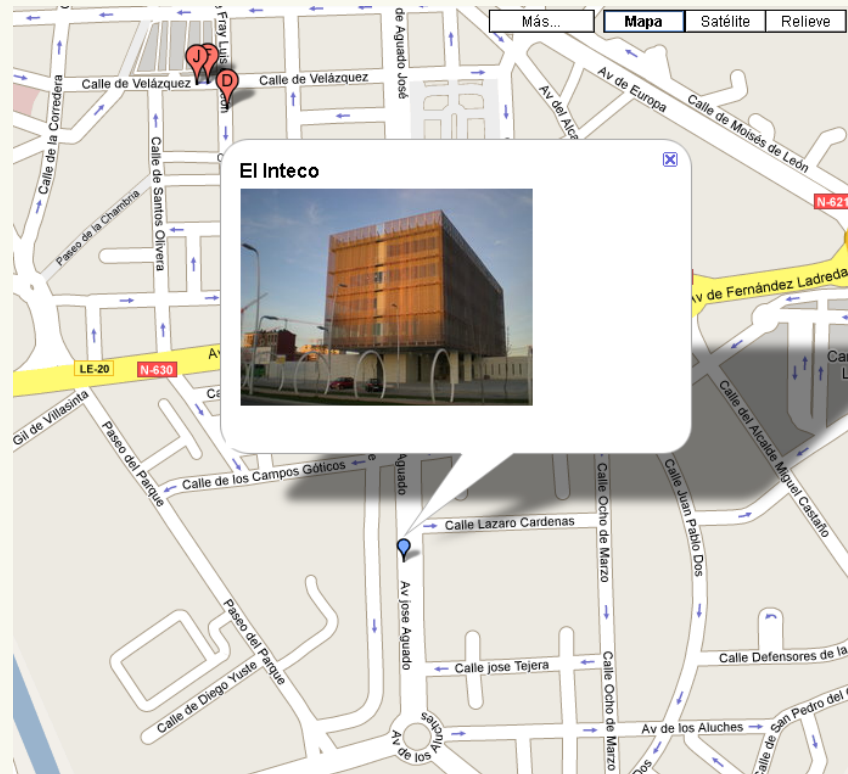 Más...
Mapa
Satélite
Relieve
Fray Luis
de Aguado José
Calle de Velázquez
J
D
Calle de Velázquez
Av de Europa
Calle de Moisés de León
Calle de la Corredera
Calle de Santos Olivera
Paseo de la Chambria
El Inteco
N-621
Av de Fernández Ladreda
LE-20
N-630
Gil de Villasinta
Paseo del Parque
Calle de los Campos Góticos
Aguado
Calle Lazaro Cardenas
Calle Ocho de Marzo
Calle Juan Pablo Dos
Calle del Alcalde Miguel Castaño
Av jose Aguado
Paseo del Parque
Calle de Diego Yuste
Calle jose Tejera
Calle Ocho de Marzo
Calle Defensores de la
Av de los Aluches
Av de los Aluches
Calle de San Pedro del
Dos